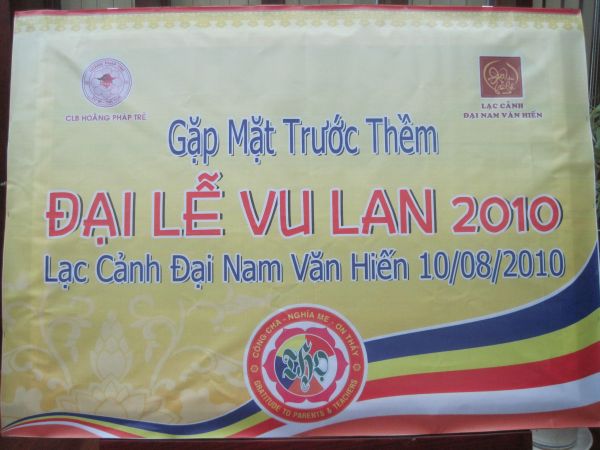 CLB HOẰNG PHÁP TRẺ
LẠC CẢNH
ĐẠI NAM VĂN HIẾN
Gặp Mặt Trước Thềm
ĐẠI LỄ VU LAN 2010
Lạc Cảnh Đại Nam Văn Hiến 10/08/2010
CÔNG CHA - NGHĨA MẸ - ƠN THẦY
GRATITUDE TO PARENTS & TEACHERS